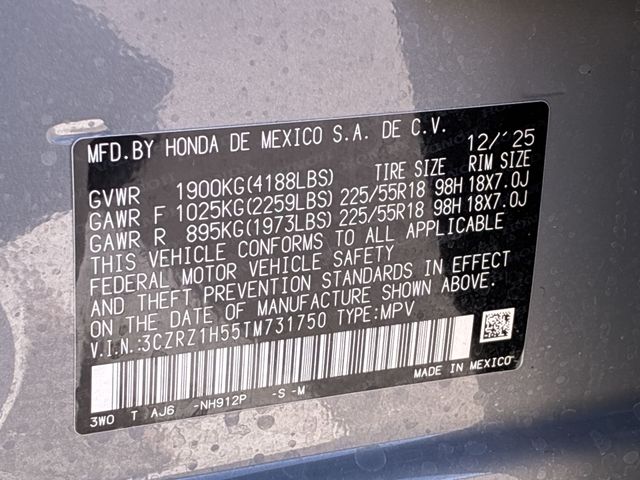 MFD.BY HONDA DE MEXICO S.A. DE C.V. 12/'25
TIRE SIZE RIM SIZE
GVWR 1900KG(4188LBS)
GAWR F 1025KG(2259LBS) 225/55R18 98H 18X7.0J
GAWR R 895KG(1973LBS) 225/55R18 98H 18X7.0J
THIS VEHICLE CONFORMS TO ALL APPLICABLE
FEDERAL MOTOR VEHICLE SAFETY
AND THEFT PREVENTION STANDARDS IN EFFECT
ON THE DATE OF MANUFACTURE SHOWN ABOVE.
V.I.N.:3CZRZ1H55TM731750 TYPE:MPV
MADE IN MEXICO
3WO T AJ6 -NH912P -S -M